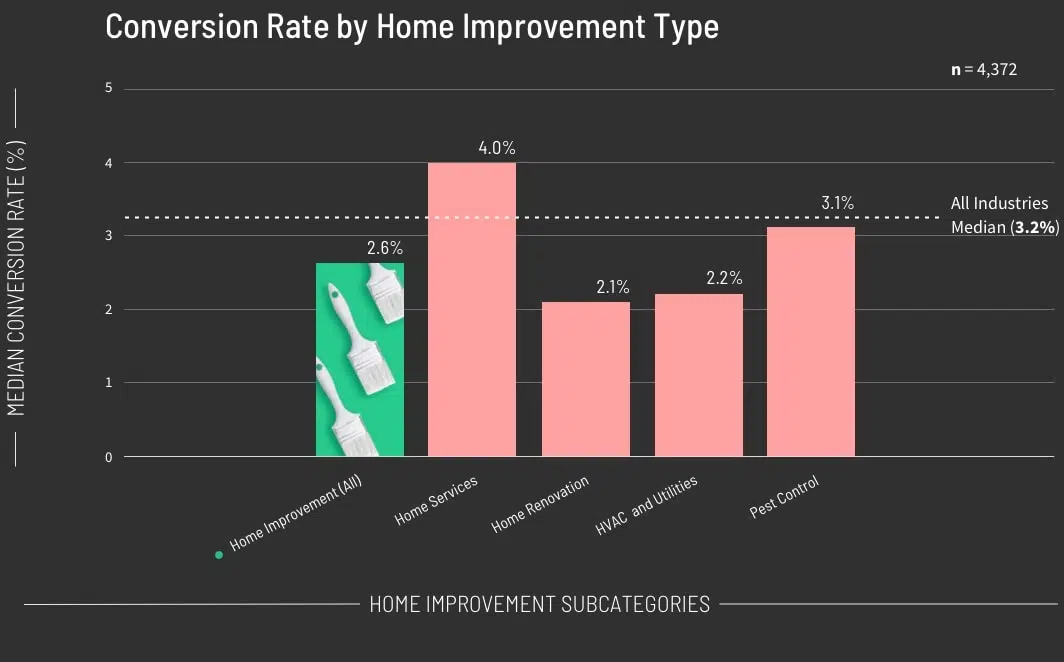 Conversion Rate by Home Improvement Type
n = 4,372
MEDIAN CONVERSION RATE (%)
5
4
3
2
1
0
2.6%
4.0%
2.1%
2.2%
3.1%
All Industries
Median (3.2%)
Home Improvement (All)
Home Services
Home Renovation
HVAC and Utilities
Pest Control
HOME IMPROVEMENT SUBCATEGORIES